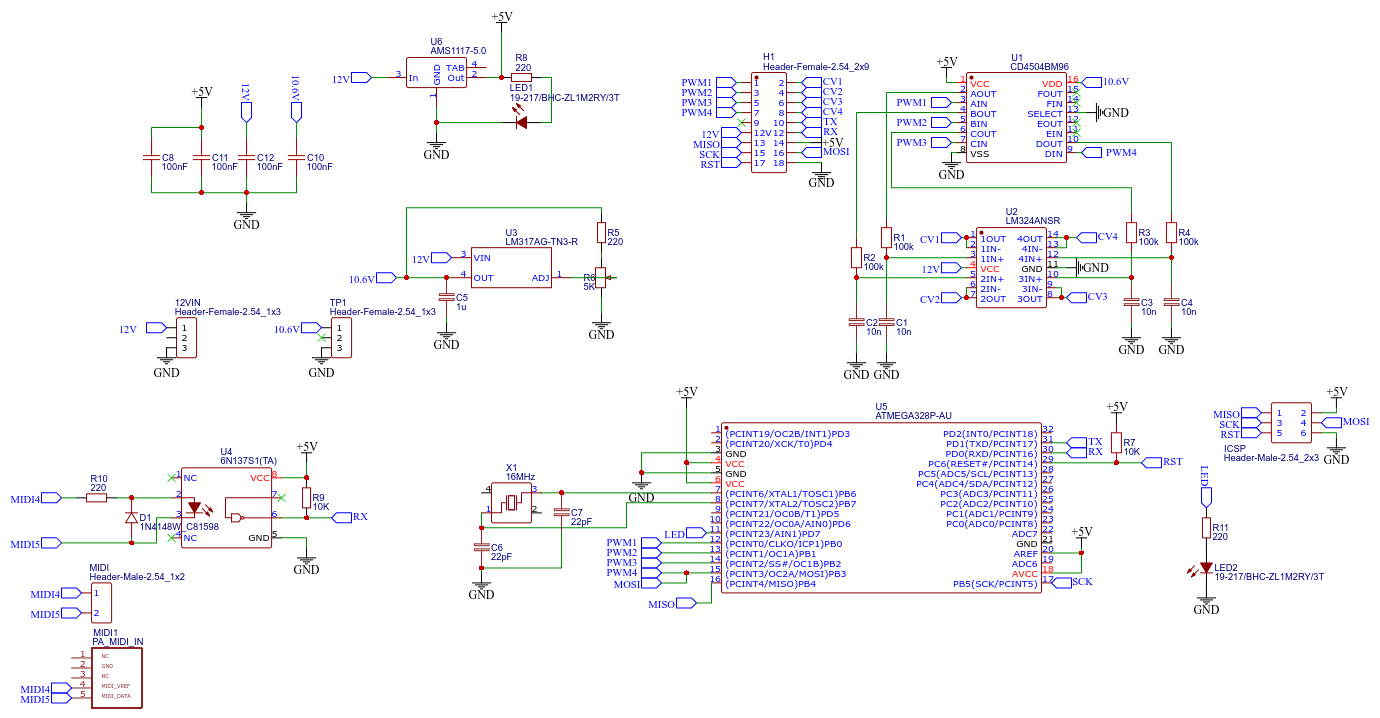 +5V
12V
10.6V
C8
100nF
C11
100nF
C12
100nF
C10
100nF
GND
+5V
U6
AMS1117-5.0
12V
3 In
GND
1
TAB 4
Out 2
R8
220
LED1
19-217/BHC-ZL1M2RY/3T
GND
H1
Header-Female-2.54_2x9
PWM1 1 2 CV1
PWM2 3 4 CV2
PWM3 5 6 CV3
PWM4 7 8 CV4
9 10 TX
12V 12V 12 RX
MISO 13 14 +5V
SCK 15 16 MOSI
RST 17 18
GND
U1
CD4504BM96
+5V
1 VCC VDD 16 10.6V
2 AOUT FOUT 15
PWM1 3 AIN FIN 14
4 BOUT SELECT 13 GND
PWM2 5 BIN EOUT 12
6 COUT EIN 11
PWM3 7 CIN DOUT 10
8 VSS DIN 9 PWM4
GND
U3
LM317AG-TN3-R
12V 3 VIN
10.6V 4 OUT ADJ 1
R5
220
R6
5K
C5
1u
GND
GND
U2
LM324ANSR
CV1 1 1OUT 4OUT 14 CV4
2 1IN- 4IN- 13
3 1IN+ 4IN+ 12
12V 4 VCC GND 11 GND
5 2IN+ 3IN+ 10
6 2IN- 3IN- 9
CV2 7 2OUT 3OUT 8 CV3
R1
100k
R2
100k
R3
100k
R4
100k
C2
10n
C1
10n
C3
10n
C4
10n
GND
GND
GND
GND
12VIN
Header-Female-2.54_1x3
12V
1
2
3
GND
TP1
Header-Female-2.54_1x3
10.6V
1
2
3
GND
U4
6N137S1(TA)
+5V
1 NC VCC 8
2 7
3 6
4 NC GND 5
MIDI4
R10
220
D1
1N4148W_C81598
MIDI5
R9
10K
RX
GND
MIDI
Header-Male-2.54_1x2
MIDI4 1
MIDI5 2
MIDI1
PA_MIDI_IN
1 NC
2 GND
3 NC
MIDI4 4 MIDI_VREF
MIDI5 5 MIDI_DATA
X1
16MHz
4 3
1 2
C7
22pF
C6
22pF
GND
+5V
GND
U5
ATMEGA328P-AU
1 (PCINT19/OC2B/INT1)PD3 PD2(INT0/PCINT18) 32
2 (PCINT20/XCK/T0)PD4 PD1(TXD/PCINT17) 31 TX
3 GND PD0(RXD/PCINT16) 30 RX
4 VCC PC6(RESET#/PCINT14) 29
5 GND PC5(ADC5/SCL/PCINT13) 28
6 VCC PC4(ADC4/SDA/PCINT12) 27
7 (PCINT6/XTAL1/TOSC1)PB6 PC3(ADC3/PCINT11) 26
8 (PCINT7/XTAL2/TOSC2)PB7 PC2(ADC2/PCINT10) 25
9 (PCINT21/OC0B/T1)PD5 PC1(ADC1/PCINT9) 24
10 (PCINT22/OC0A/AIN0)PD6 PC0(ADC0/PCINT8) 23
LED 11 (PCINT23/AIN1)PD7 ADC7 22
PWM1 12 (PCINT0/CLKO/ICP1)PB0 GND 21
PWM2 13 (PCINT1/OC1A)PB1 AREF 20
PWM3 14 (PCINT2/SS#/OC1B)PB2 ADC6 19
PWM4 15 (PCINT3/OC2A/MOSI)PB3 AVCC 18
MOSI 16 (PCINT4/MISO)PB4 PB5(SCK/PCINT5) 17 SCK
MISO
+5V
R7
10K
RST
+5V
+5V
MISO 1 2
SCK 3 4 MOSI
RST 5 6
ICSP
Header-Male-2.54_2x3
GND
LED
R11
220
LED2
19-217/BHC-ZL1M2RY/3T
GND